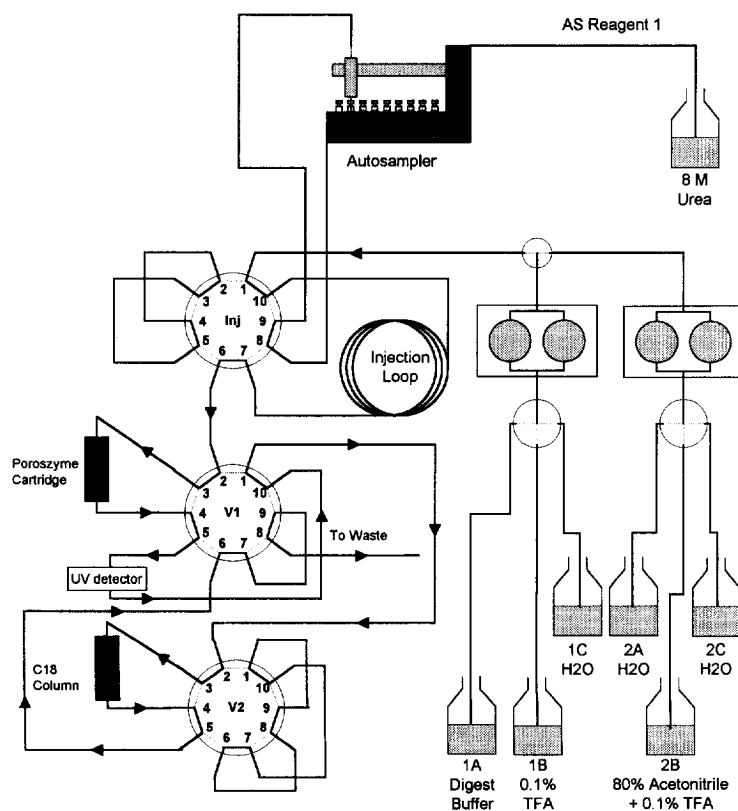 AS Reagent 1
Autosampler
8 M
Urea
2 1
3 10
4 Inj 9
5 8
6 7
Injection
Loop
Poroszyme
Cartridge
2 1
3 10
4 V1 9
5 8
6 7
To Waste
UV detector
C18
Column
2 1
3 10
4 V2 9
5 8
6 7
1C
H2O
2A
H2O
2C
H2O
1A
Digest
Buffer
1B
0.1%
TFA
2B
80% Acetonitrile
+ 0.1% TFA